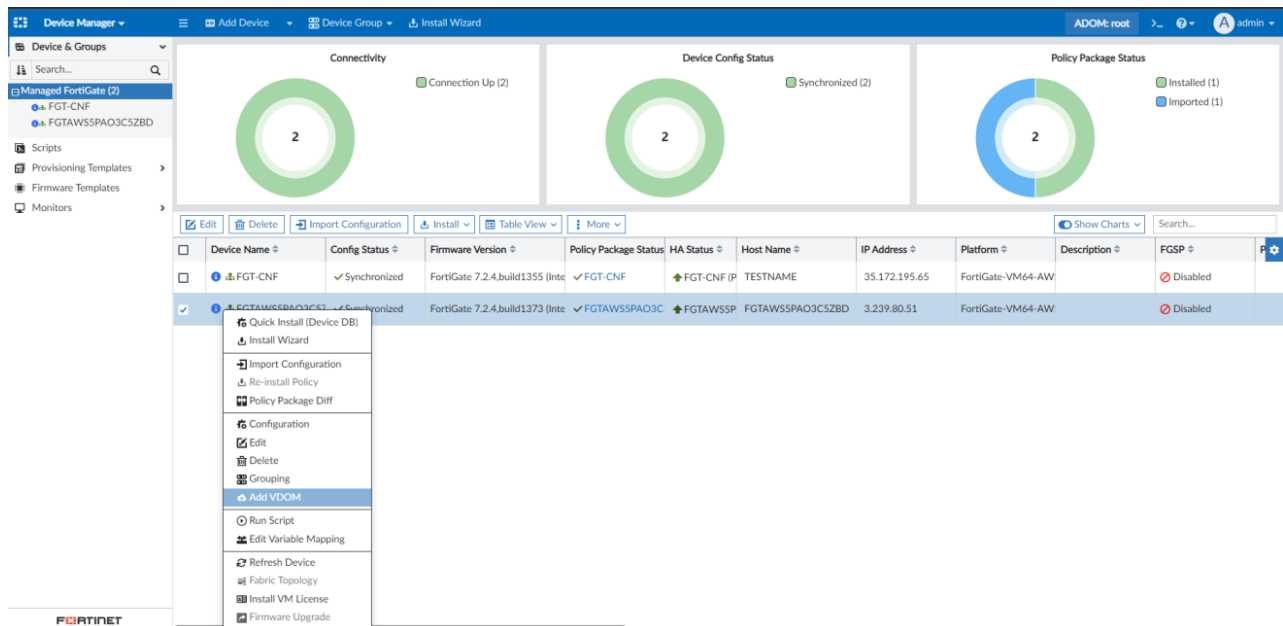 Device Manager
Add Device
Device Group
Install Wizard
ADOM: root
>_
A admin
Device & Groups
Search...
Managed FortiGate (2)
FGT-CNF
FGTAWS5PAO3C5ZBD
Scripts
Provisioning Templates
Firmware Templates
Monitors
Connectivity
Connection Up (2)
2
Device Config Status
Synchronized (2)
2
Policy Package Status
Installed (1)
Imported (1)
2
Edit Delete Import Configuration Install Table View More Show Charts Search...
Device Name Config Status Firmware Version Policy Package Status HA Status Host Name IP Address Platform Description FGSP P
FGT-CNF Synchronized FortiGate 7.2.4,build1355 (Inte FGT-CNF FGT-CNF (P TESTNAME 35.172.195.65 FortiGate-VM64-AW Disabled
Synchronized FortiGate 7.2.4,build1373 (Inte FGTAWS5PAO3C FGTAWS5P FGTAWS5PAO3C5ZBD 3.239.80.51 FortiGate-VM64-AW Disabled
Quick Install (Device DB)
Install Wizard
Import Configuration
Re-install Policy
Policy Package Diff
Configuration
Edit
Delete
Grouping
Add VDOM
Run Script
Edit Variable Mapping
Refresh Device
Fabric Topology
Install VM License
Firmware Upgrade
FORTINET